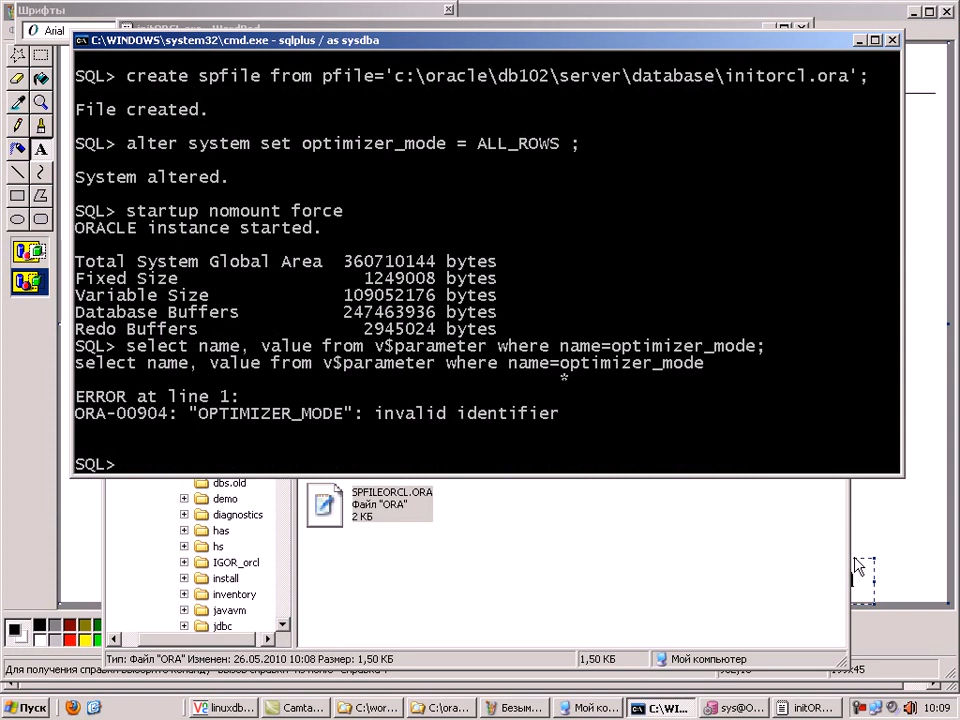 Шрифты
Arial
C:\WINDOWS\system32\cmd.exe - sqlplus / as sysdba
SQL> create spfile from pfile='c:\oracle\db102\server\database\initorcl.ora';
File created.
SQL> alter system set optimizer_mode = ALL_ROWS ;
System altered.
SQL> startup nomount force
ORACLE instance started.
Total System Global Area  360710144 bytes
Fixed Size                  1249008 bytes
Variable Size             109052176 bytes
Database Buffers          247463936 bytes
Redo Buffers                2945024 bytes
SQL> select name, value from v$parameter where name=optimizer_mode;
select name, value from v$parameter where name=optimizer_mode
*
ERROR at line 1:
ORA-00904: "OPTIMIZER_MODE": invalid identifier
SQL>
dbs.old
demo
diagnostics
has
hs
IGOR_orcl
install
inventory
javavm
jdbc
SPFILEORCL.ORA
Файл "ORA"
2 КБ
Тип: Файл "ORA" Изменен: 26.05.2010 10:08 Размер: 1,50 КБ
1,50 КБ
Мой компьютер
Для получения
Пуск
linuxdb...
Camta...
C:\wor...
C:\ora...
Безым...
Мой ко...
C:\WI...
sys@O...
initOR...
10:09